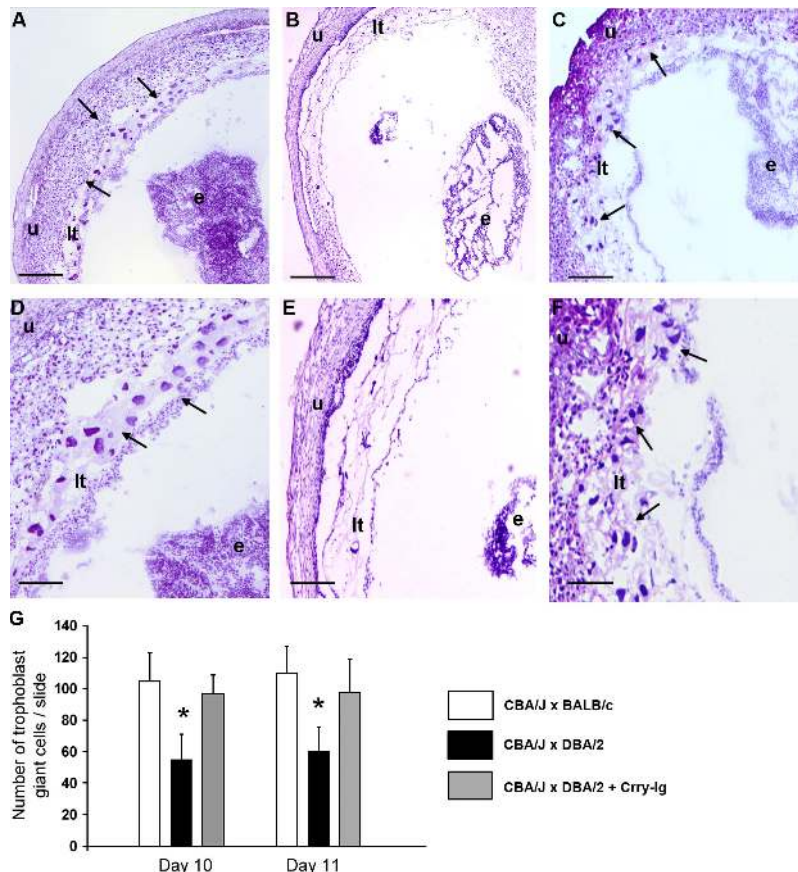 A
u
lt
e
B
u
lt
e
C
u
lt
e
D
u
lt
e
E
u
lt
e
F
u
lt
G
Number of trophoblast
giant cells / slide
140
120
100
80
60
40
20
0
*
*
Day 10
Day 11
CBA/J x BALB/c
CBA/J x DBA/2
CBA/J x DBA/2 + Crry-Ig